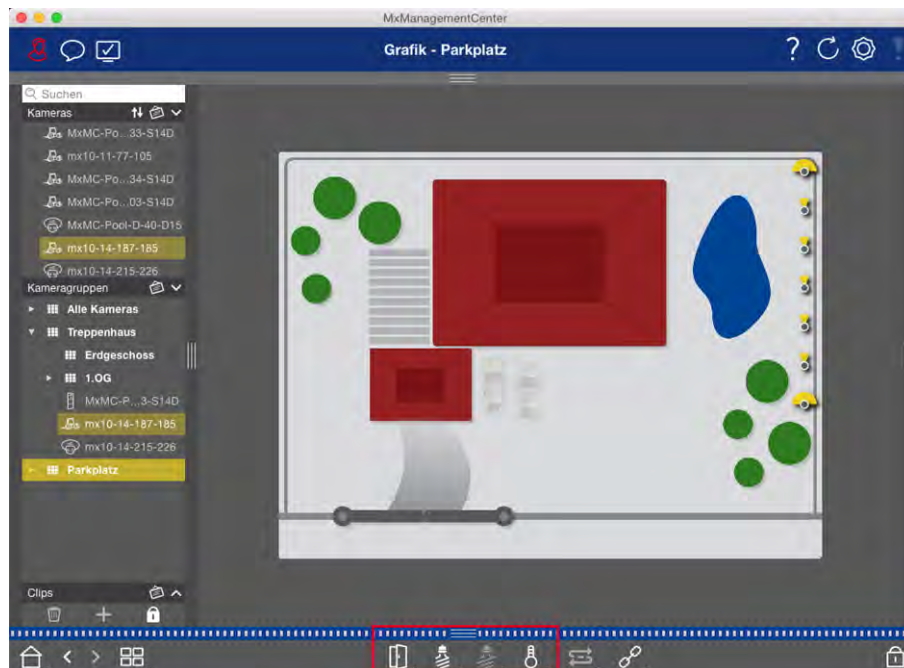 MxManagementCenter
Grafik - Parkplatz
Suchen
Kameras
MxMC-Po...33-S14D
mx10-11-77-105
MxMC-Po...34-S14D
MxMC-Po...03-S14D
MxMC-Pool-D-40-D15
mx10-14-187-185
mx10-14-215-226
Kameragruppen
Alle Kameras
Treppenhaus
Erdgeschoss
1.OG
MxMC-P...3-S14D
mx10-14-187-185
mx10-14-215-226
Parkplatz
Clips